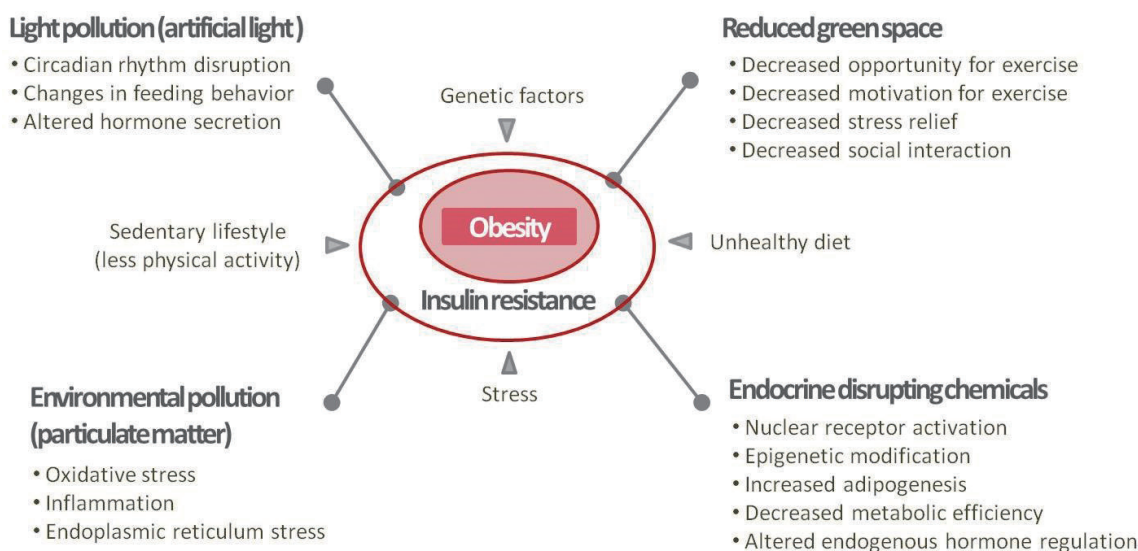 Light pollution (artificial light )
• Circadian rhythm disruption
• Changes in feeding behavior
• Altered hormone secretion
Reduced green space
• Decreased opportunity for exercise
• Decreased motivation for exercise
• Decreased stress relief
• Decreased social interaction
Genetic factors
Sedentary lifestyle
(less physical activity)
Obesity
Unhealthy diet
Insulin resistance
Stress
Environmental pollution
(particulate matter)
• Oxidative stress
• Inflammation
• Endoplasmic reticulum stress
Endocrine disrupting chemicals
• Nuclear receptor activation
• Epigenetic modification
• Increased adipogenesis
• Decreased metabolic efficiency
• Altered endogenous hormone regulation